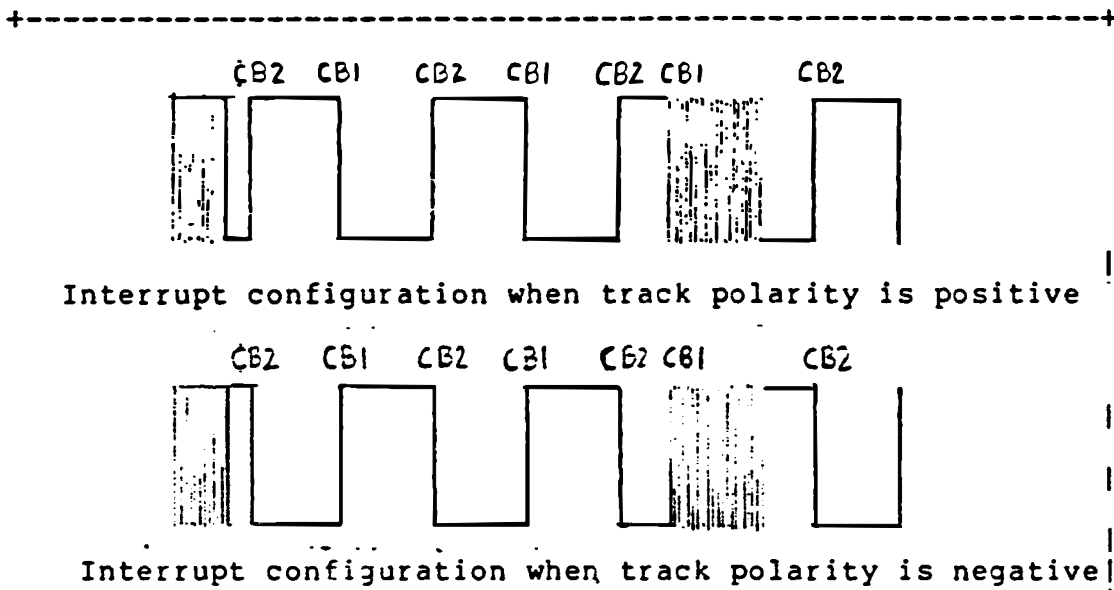 CB2 CB1 CB2 CB1 CB2 CB1 CB2
Interrupt configuration when track polarity is positive
CB2 CB1 CB2 CB1 CB2 CB1 CB2
Interrupt configuration when track polarity is negative